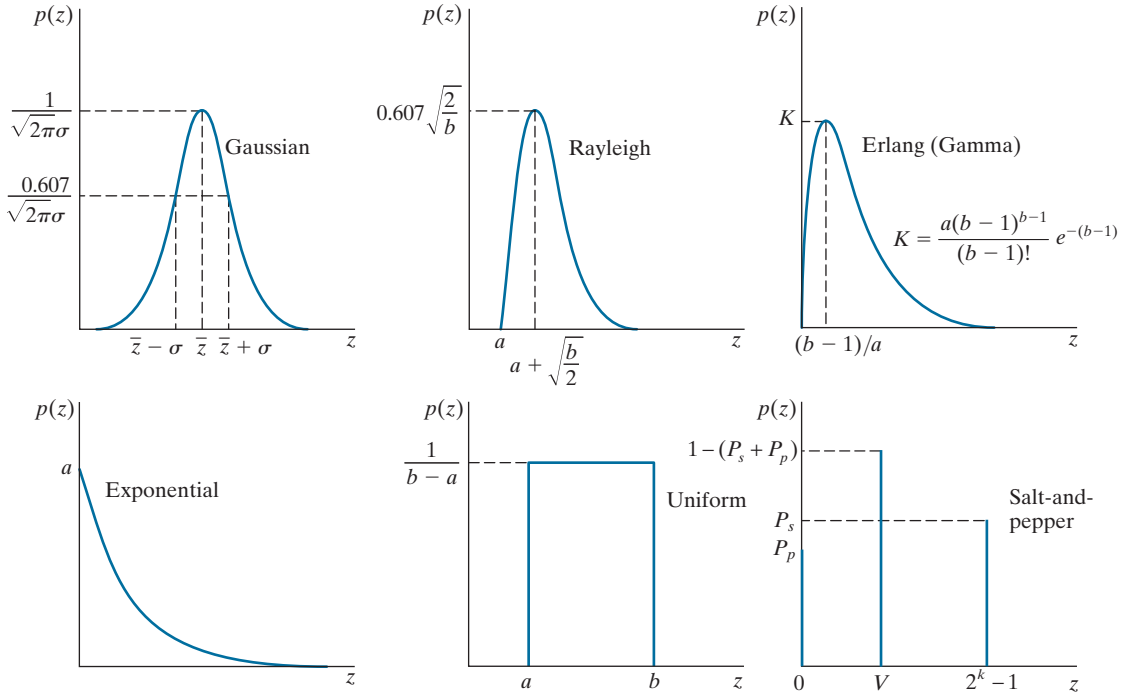 p(z)
1/√2πσ
Gaussian
0.607/√2πσ
z̄ − σ z̄ z̄ + σ z
p(z)
0.607 √2/b
Rayleigh
a z
a + √b/2
p(z)
K
Erlang (Gamma)
K = a(b − 1)^{b−1}/(b − 1)! e^{−(b−1)}
(b − 1)/a z
p(z)
a
Exponential
z
p(z)
1/b − a
Uniform
a b z
p(z)
1 − (P_s + P_p)
Salt-and-
pepper
P_s
P_p
0 V 2^k − 1 z